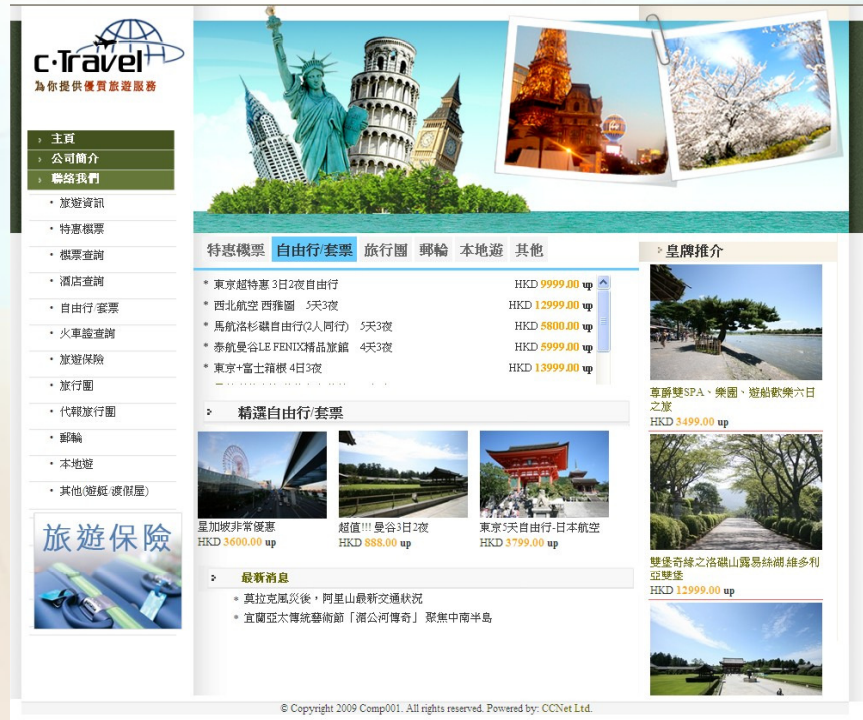 c·Travel
為你提供優質旅遊服務
主頁
公司簡介
聯絡我們
旅遊資訊
特惠機票
機票查詢
酒店查詢
自由行/套票
火車證查詢
旅遊保險
旅行團
代報旅行團
郵輪
本地遊
其他(遊艇/渡假屋)
旅遊保險
特惠機票 自由行/套票 旅行團 郵輪 本地遊 其他
* 東京超特惠 3日2夜自由行 HKD 9999.00 up
* 西北航空 西雅圖 5天3夜 HKD 12999.00 up
* 馬航洛杉磯自由行(2人同行) 5天3夜 HKD 5800.00 up
* 泰航曼谷LE FENIX精品旅館 4天3夜 HKD 5999.00 up
* 東京+富士箱根 4日3夜 HKD 13999.00 up
精選自由行/套票
星加坡非常優惠
HKD 3600.00 up
超值!!! 曼谷3日2夜
HKD 888.00 up
東京5天自由行-日本航空
HKD 3799.00 up
最新消息
莫拉克風災後，阿里山最新交通狀況
宜蘭亞太傳統藝術節「湄公河傳奇」 聚焦中南半島
皇牌推介
尊爵雙SPA、樂園、遊船歡樂六日
之旅
HKD 3499.00 up
雙堡奇緣之洛磯山露易絲湖.維多利
亞雙堡
HKD 12999.00 up
© Copyright 2009 Comp001. All rights reserved. Powered by: CCNet Ltd.